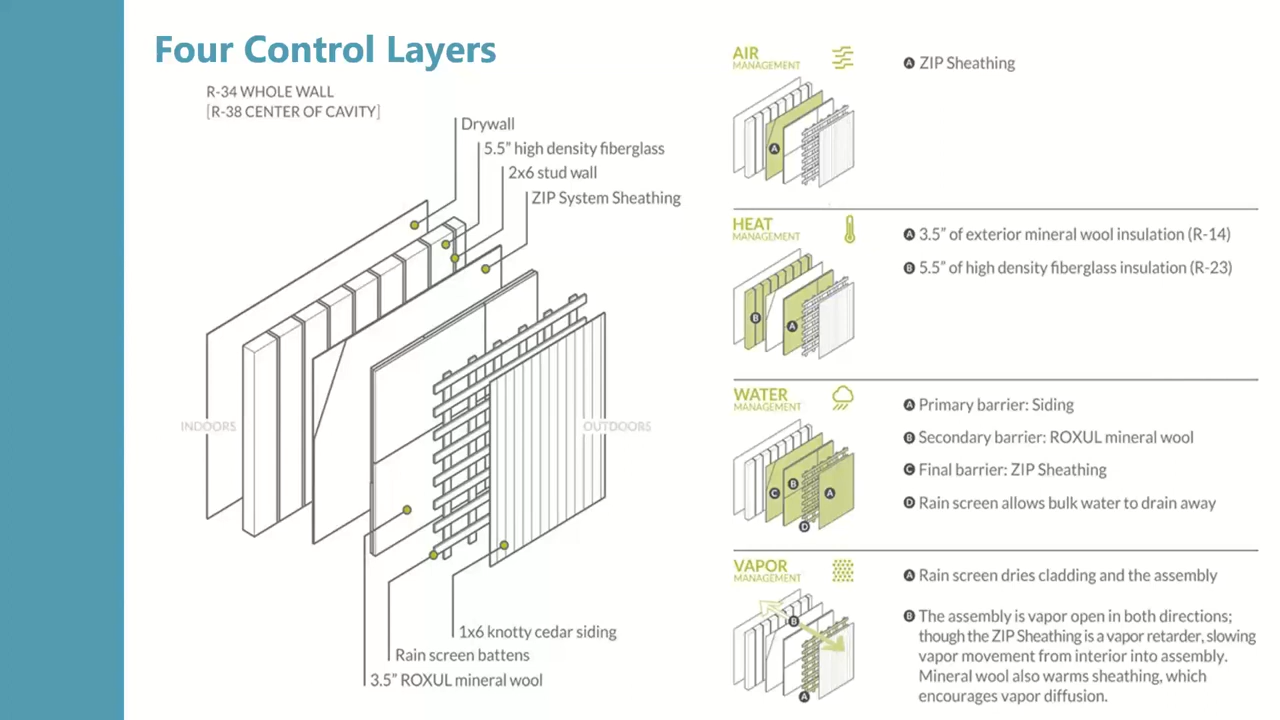 Four Control Layers
R-34 WHOLE WALL
[R-38 CENTER OF CAVITY]
Drywall
5.5” high density fiberglass
2x6 stud wall
ZIP System Sheathing
INDOORS
OUTDOORS
1x6 knotty cedar siding
Rain screen battens
3.5” ROXUL mineral wool
AIR
MANAGEMENT
A ZIP Sheathing
A
HEAT
MANAGEMENT
A 3.5” of exterior mineral wool insulation (R-14)
B 5.5” of high density fiberglass insulation (R-23)
B
A
WATER
MANAGEMENT
A Primary barrier: Siding
B Secondary barrier: ROXUL mineral wool
C Final barrier: ZIP Sheathing
D Rain screen allows bulk water to drain away
C
B
A
D
VAPOR
MANAGEMENT
A Rain screen dries cladding and the assembly
B The assembly is vapor open in both directions;
though the ZIP Sheathing is a vapor retarder, slowing
vapor movement from interior into assembly.
Mineral wool also warms sheathing, which
encourages vapor diffusion.
B
A